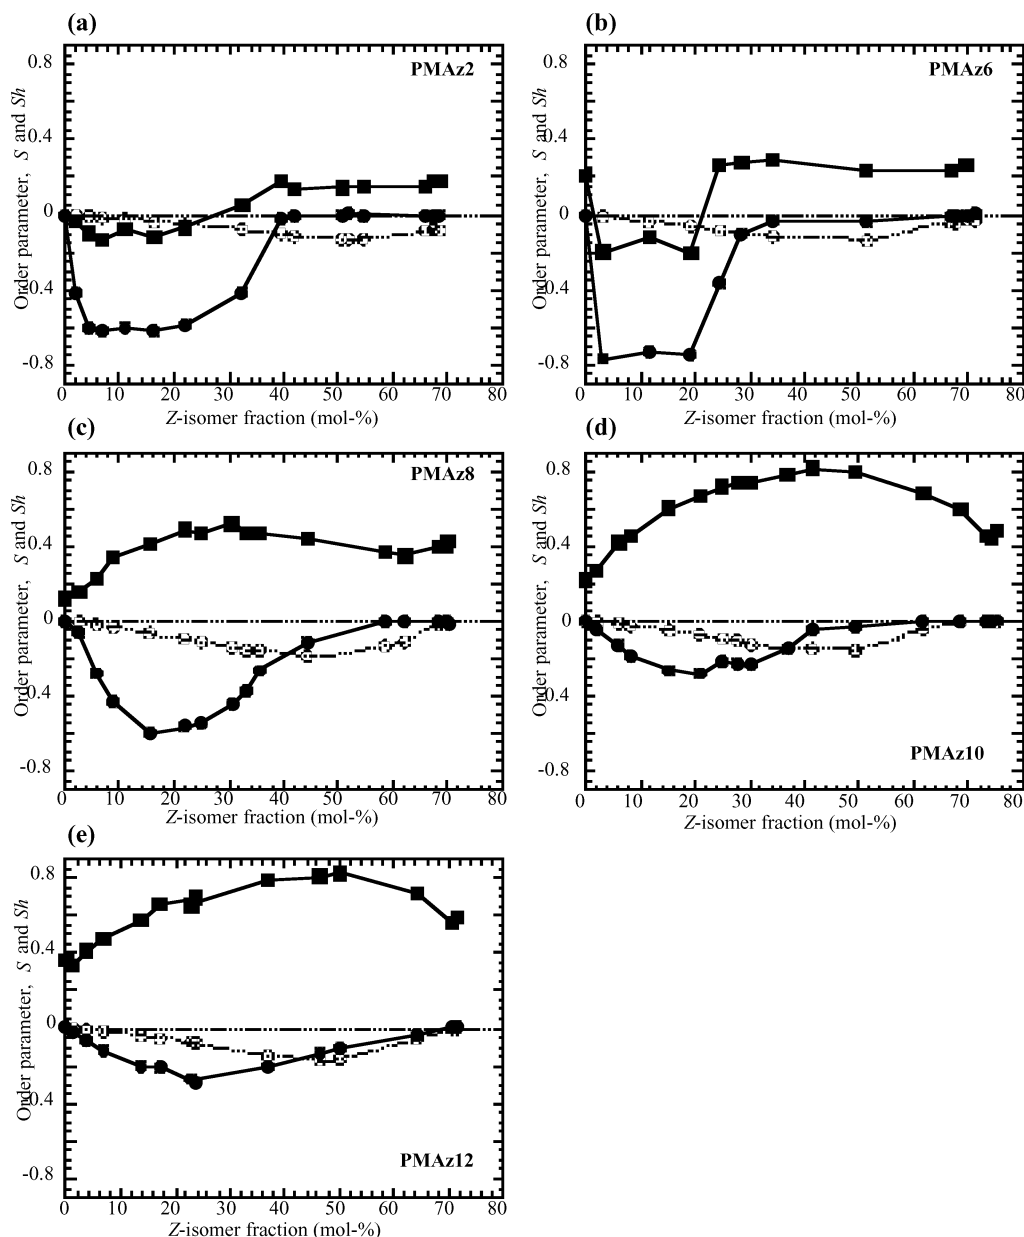 (a)
PMAz2
0.8
0.4
0
-0.4
-0.8
Order parameter, S and Sh
0 10 20 30 40 50 60 70 80
Z-isomer fraction (mol-%)
(b)
PMAz6
0.8
0.4
0
-0.4
-0.8
Order parameter, S and Sh
0 10 20 30 40 50 60 70 80
Z-isomer fraction (mol-%)
(c)
PMAz8
0.8
0.4
0
-0.4
-0.8
Order parameter, S and Sh
0 10 20 30 40 50 60 70 80
Z-isomer fraction (mol-%)
(d)
0.8
0.4
0
-0.4
-0.8
Order parameter, S and Sh
PMAz10
0 10 20 30 40 50 60 70 80
Z-isomer fraction (mol-%)
(e)
0.8
0.4
0
-0.4
-0.8
Order parameter, S and Sh
PMAz12
0 10 20 30 40 50 60 70 80
Z-isomer fraction (mol-%)